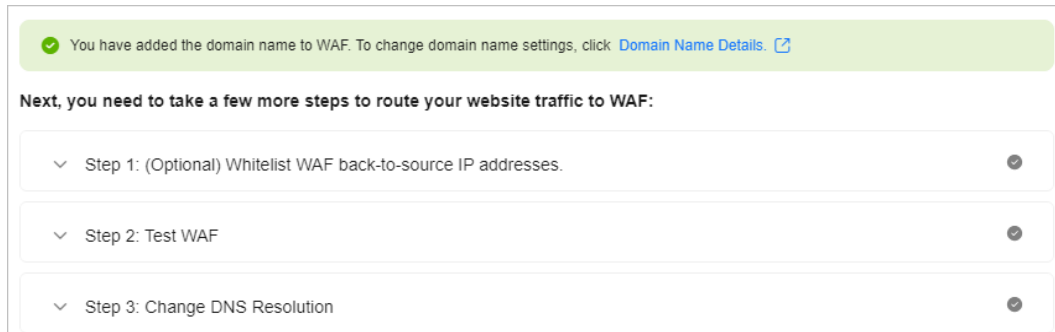 You have added the domain name to WAF. To change domain name settings, click Domain Name Details.
Next, you need to take a few more steps to route your website traffic to WAF:
Step 1: (Optional) Whitelist WAF back-to-source IP addresses.
Step 2: Test WAF
Step 3: Change DNS Resolution